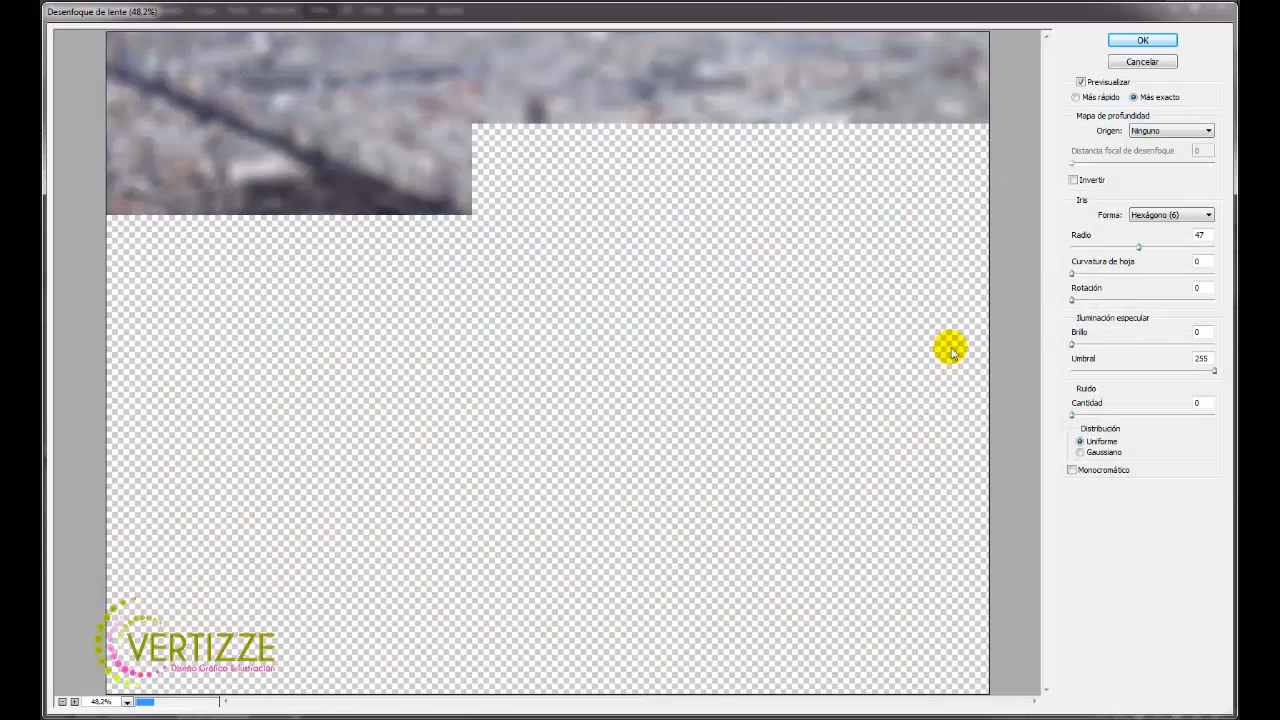 Desenfoque de lente (48,2%)
OK
Cancelar
Previsualizar
Más rápido Más exacto
Mapa de profundidad
Origen: Ninguno
Distancia focal de desenfoque 0
Invertir
Iris
Forma: Hexágono (6)
Radio 47
Curvatura de hoja 0
Rotación 0
Iluminación especular
Brillo 0
Umbral 255
Ruido
Cantidad 0
Distribución
Uniforme
Gaussiano
Monocromático
VERTIZZE
Diseño Gráfico & Ilustración
48,2%